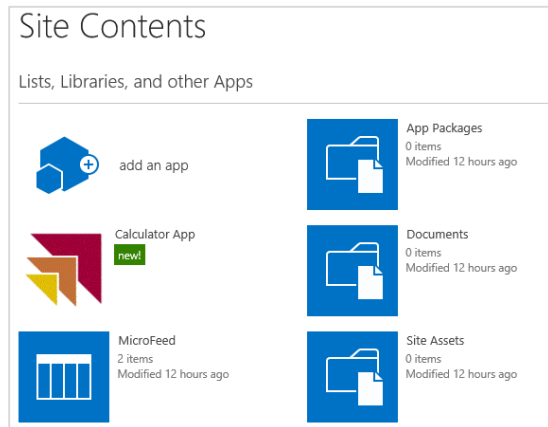 Site Contents
Lists, Libraries, and other Apps
add an app
App Packages
0 items
Modified 12 hours ago
Calculator App
new!
Documents
0 items
Modified 12 hours ago
MicroFeed
2 items
Modified 12 hours ago
Site Assets
0 items
Modified 12 hours ago